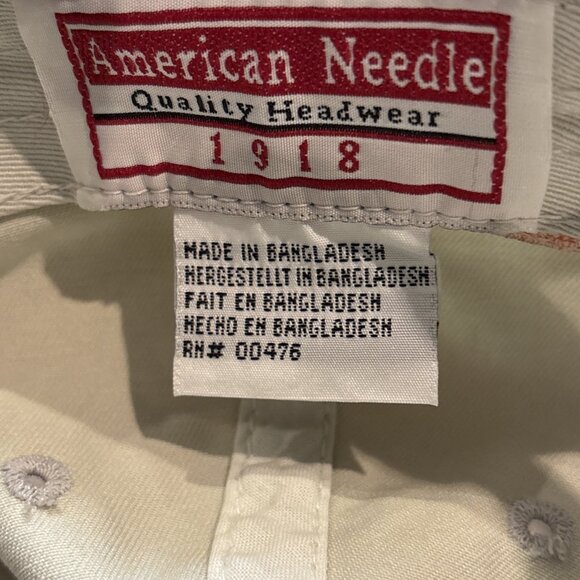 American Needle
Quality Headwear
1918
MADE IN BANGLADESH
HERGESTELLT IN BANGLADESH
FAIT EN BANGLADESH
HECHO EN BANGLADESH
RN# 00476